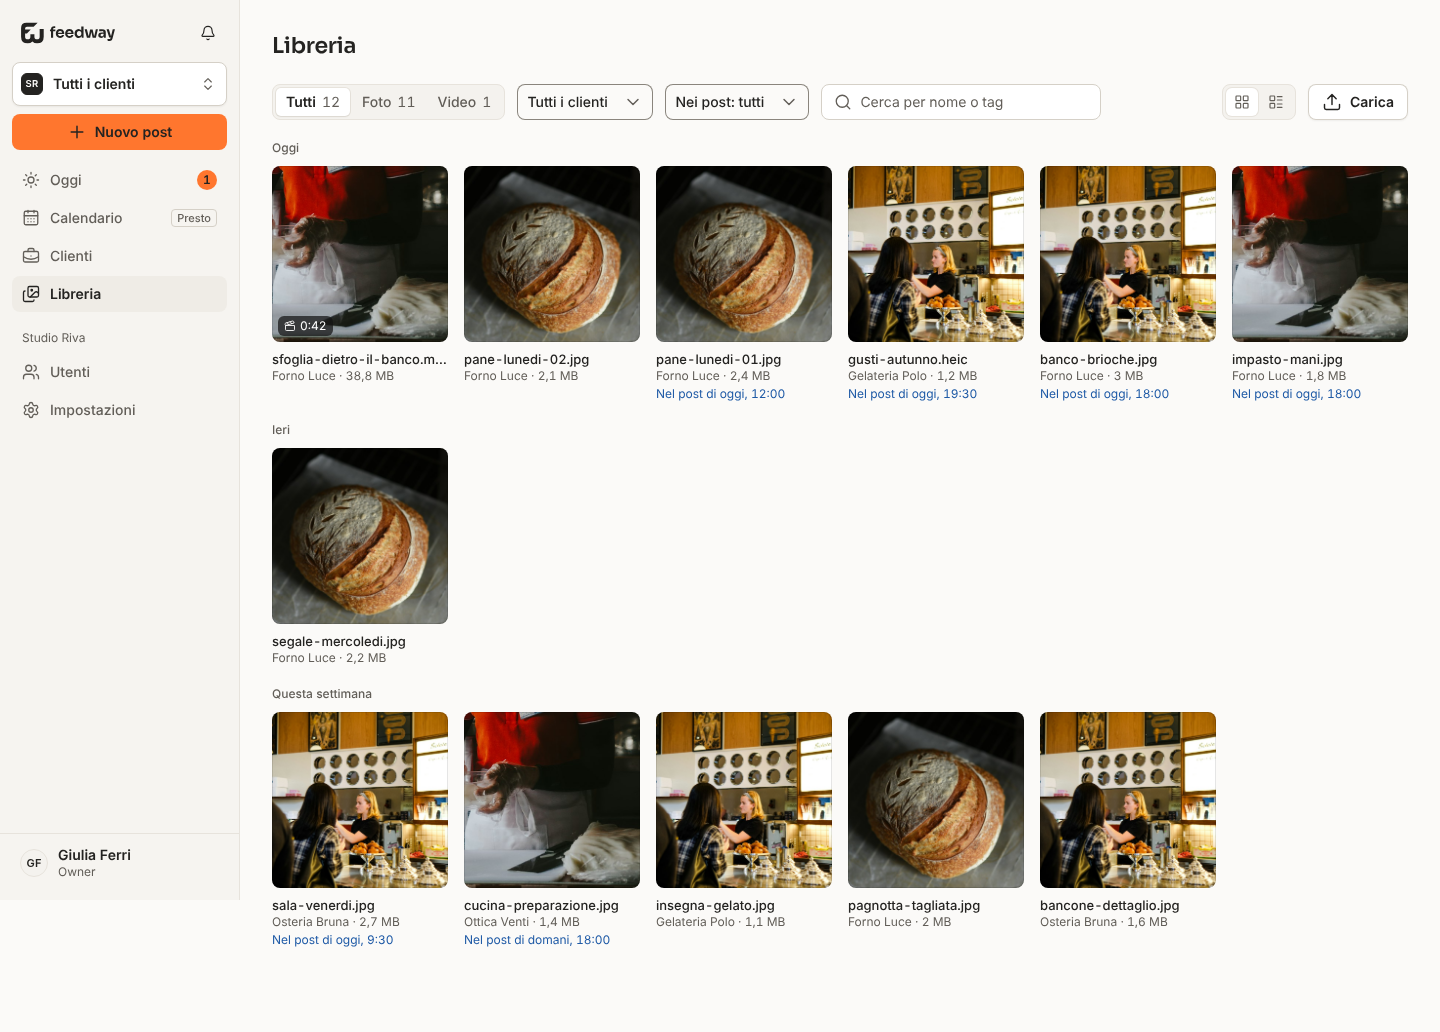 feedway
SR Tutti i clienti
Nuovo post
Oggi 1
Calendario Presto
Clienti
Libreria
Studio Riva
Utenti
Impostazioni
GF Giulia Ferri
Owner
Libreria
Tutti 12 Foto 11 Video 1 Tutti i clienti Nei post: tutti Cerca per nome o tag Carica
Oggi
0:42
sfoglia-dietro-il-banco.m... pane-lunedi-02.jpg pane-lunedi-01.jpg gusti-autunno.heic banco-brioche.jpg impasto-mani.jpg
Forno Luce · 38,8 MB Forno Luce · 2,1 MB Forno Luce · 2,4 MB Gelateria Polo · 1,2 MB Forno Luce · 3 MB Forno Luce · 1,8 MB
Nel post di oggi, 12:00 Nel post di oggi, 19:30 Nel post di oggi, 18:00 Nel post di oggi, 18:00
Ieri
segale-mercoledi.jpg
Forno Luce · 2,2 MB
Questa settimana
sala-venerdi.jpg cucina-preparazione.jpg insegna-gelato.jpg pagnotta-tagliata.jpg bancone-dettaglio.jpg
Osteria Bruna · 2,7 MB Ottica Venti · 1,4 MB Gelateria Polo · 1,1 MB Forno Luce · 2 MB Osteria Bruna · 1,6 MB
Nel post di oggi, 9:30 Nel post di domani, 18:00